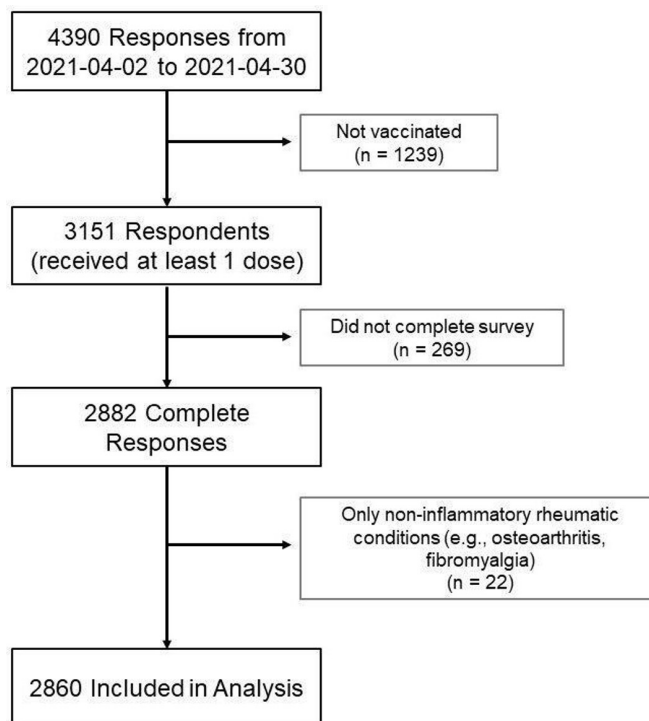 4390 Responses from
2021-04-02 to 2021-04-30
Not vaccinated
(n = 1239)
3151 Respondents
(received at least 1 dose)
Did not complete survey
(n = 269)
2882 Complete
Responses
Only non-inflammatory rheumatic
conditions (e.g., osteoarthritis,
fibromyalgia)
(n = 22)
2860 Included in Analysis